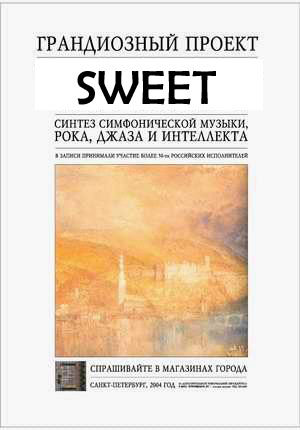 ГРАНДИОЗНЫЙ ПРОЕКТ
SWEET
СИНТЕЗ СИМФОНИЧЕСКОЙ МУЗЫКИ,
РОКА, ДЖАЗА И ИНТЕЛЛЕКТА
В ЗАПИСИ ПРИНИМАЛИ УЧАСТИЕ БОЛЕЕ 50-ти РОССИЙСКИХ ИСПОЛНИТЕЛЕЙ
СПРАШИВАЙТЕ В МАГАЗИНАХ ГОРОДА
САНКТ-ПЕТЕРБУРГ, 2004 ГОД